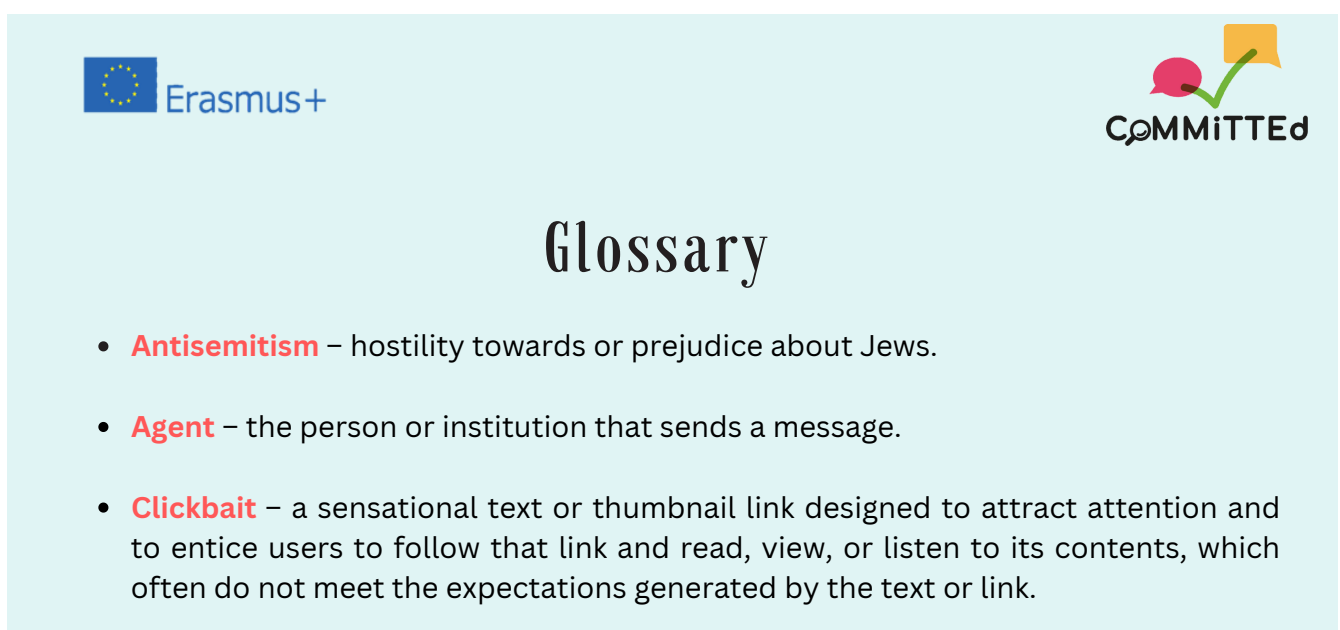 Erasmus+
CoMMiTTEd
Glossary
• Antisemitism – hostility towards or prejudice about Jews.
• Agent – the person or institution that sends a message.
• Clickbait – a sensational text or thumbnail link designed to attract attention and
to entice users to follow that link and read, view, or listen to its contents, which
often do not meet the expectations generated by the text or link.